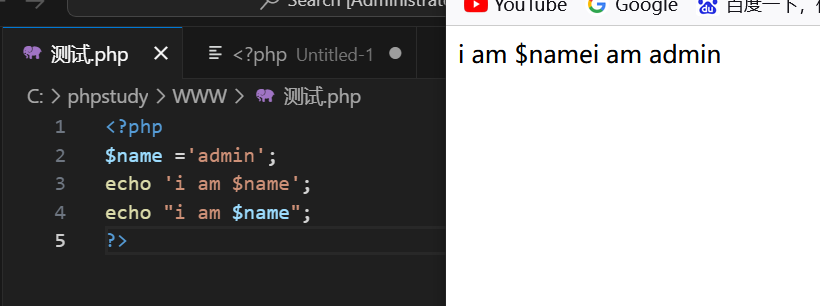 Search [Administrat
测试.php
<?php Untitled-1
C: > phpstudy > WWW > 测试.php
1 <?php
2 $name ='admin';
3 echo 'i am $name';
4 echo "i am $name";
5 ?>
YouTube Google 百度一下，
i am $namei am admin